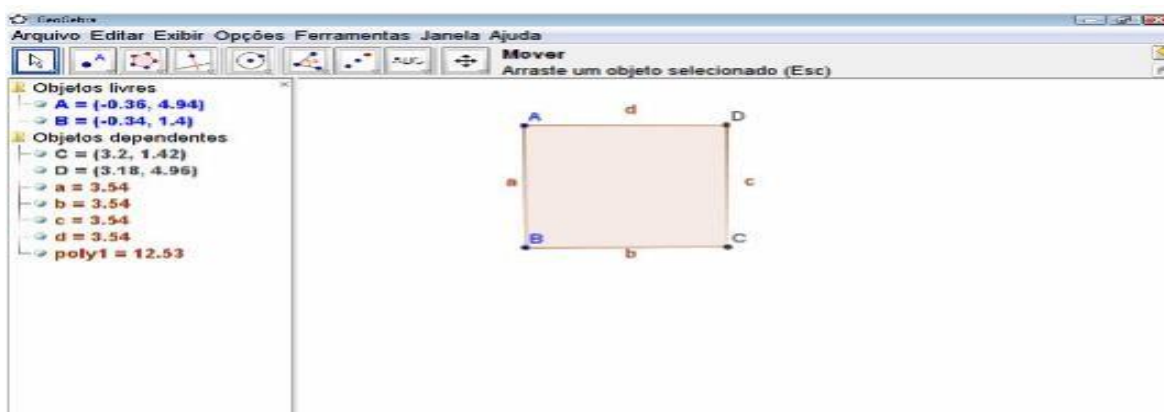 GeoGebra
Arquivo Editar Exibir Opções Ferramentas Janela Ajuda
Mover
Arraste um objeto selecionado (Esc)
Objetos livres
A = (-0.36, 4.94)
B = (-0.34, 1.4)
Objetos dependentes
C = (3.2, 1.42)
D = (3.18, 4.96)
a = 3.54
b = 3.54
c = 3.54
d = 3.54
poly1 = 12.53
A d D
a c
B b C